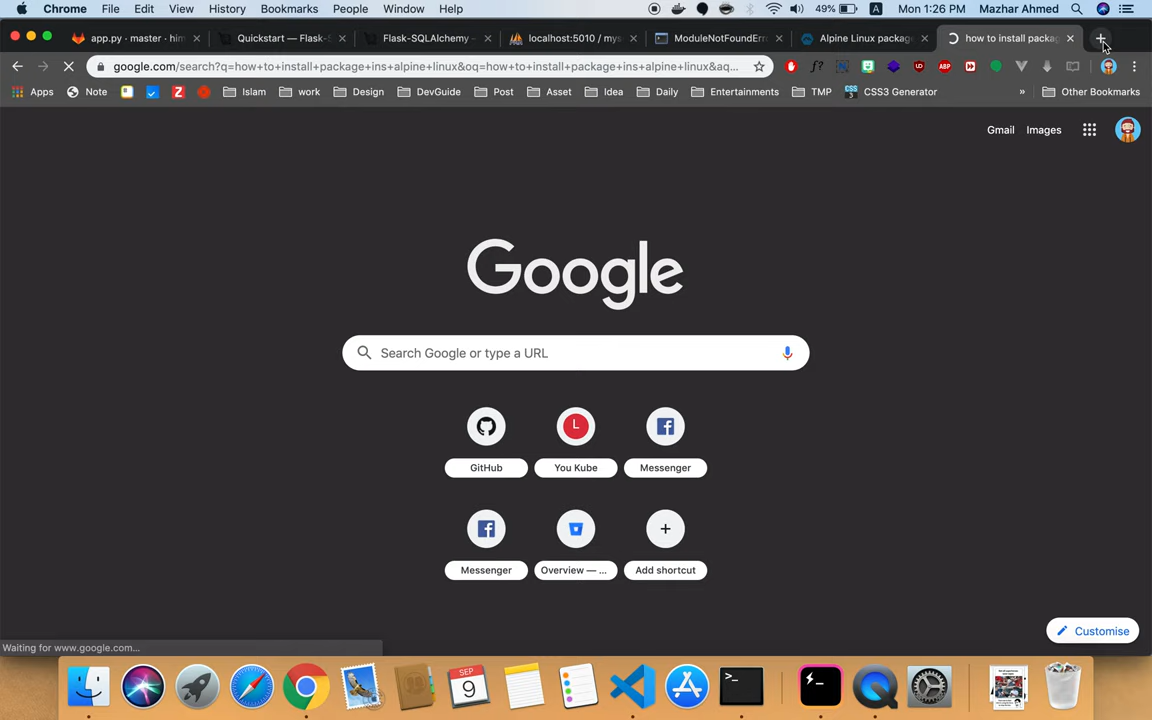 Chrome File Edit View History Bookmarks People Window Help 49% A Mon 1:26 PM Mazhar Ahmed
app.py · master · him Quickstart — Flask- Flask-SQLAlchemy localhost:5010 / mys ModuleNotFoundErr Alpine Linux package how to install packag
google.com/search?q=how+to+install+package+ins+alpine+linux&oq=how+to+install+package+ins+alpine+linux&aq...
Apps Note Islam work Design DevGuide Post Asset Idea Daily Entertainments TMP CSS3 Generator » Other Bookmarks
Gmail Images
Google
Search Google or type a URL
GitHub You Kube Messenger
Messenger Overview — ... Add shortcut
Customise
Waiting for www.google.com...
SEP
9